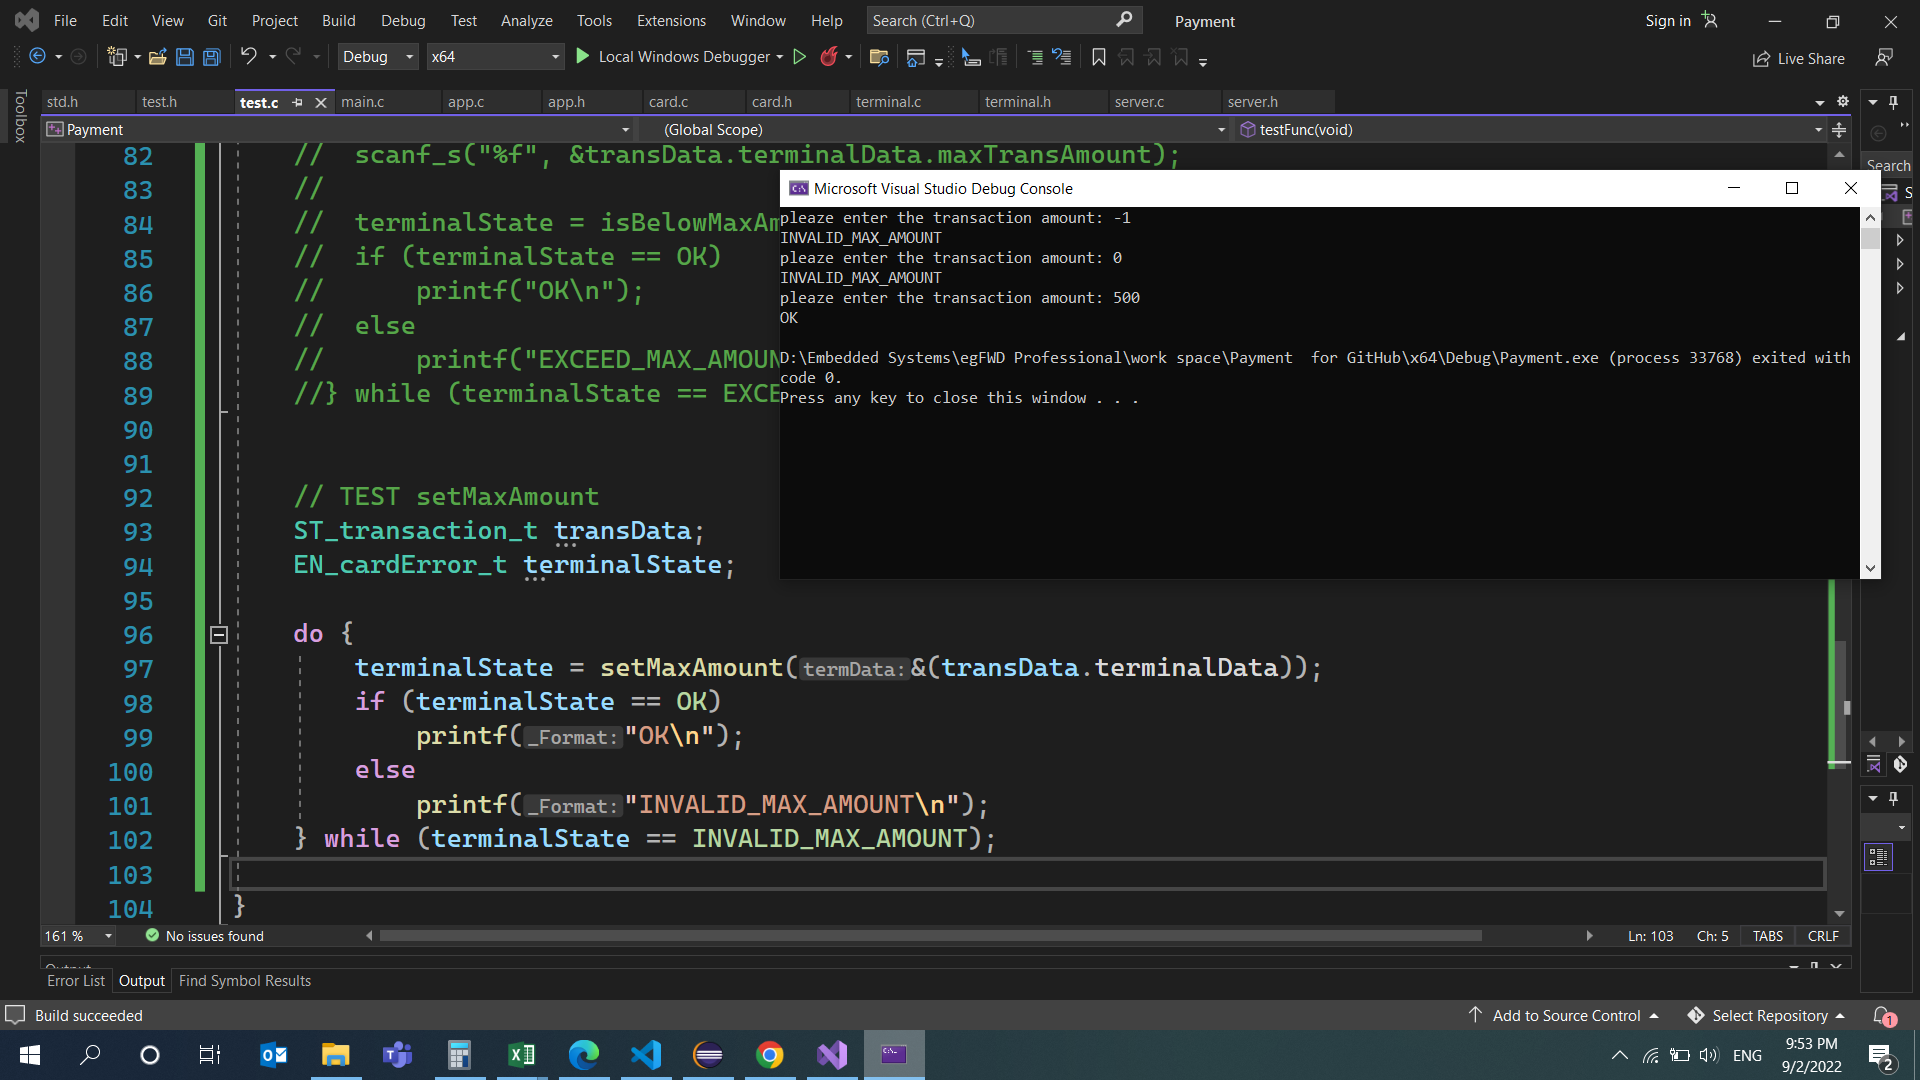 File Edit View Git Project Build Debug Test Analyze Tools Extensions Window Help Search (Ctrl+Q) Payment Sign in
Debug x64 Local Windows Debugger Live Share
Toolbox
std.h test.h test.c main.c app.c app.h card.c card.h terminal.c terminal.h server.c server.h
Payment (Global Scope) testFunc(void)
Search
82 // scanf_s("%f", &transData.terminalData.maxTransAmount);
83 //
84 // terminalState = isBelowMaxAm
85 // if (terminalState == OK)
86 // printf("OK\n");
87 // else
88 // printf("EXCEED_MAX_AMOUN
89 //} while (terminalState == EXCE
90
91
92 // TEST setMaxAmount
93 ST_transaction_t transData;
94 EN_cardError_t terminalState;
95
96 do {
97 terminalState = setMaxAmount(termData:&(transData.terminalData));
98 if (terminalState == OK)
99 printf(_Format:"OK\n");
100 else
101 printf(_Format:"INVALID_MAX_AMOUNT\n");
102 } while (terminalState == INVALID_MAX_AMOUNT);
103
104 }
Microsoft Visual Studio Debug Console
pleaze enter the transaction amount: -1
INVALID_MAX_AMOUNT
pleaze enter the transaction amount: 0
INVALID_MAX_AMOUNT
pleaze enter the transaction amount: 500
OK
D:\Embedded Systems\egFWD Professional\work space\Payment  for GitHub\x64\Debug\Payment.exe (process 33768) exited with
code 0.
Press any key to close this window . . .
161 % No issues found Ln: 103 Ch: 5 TABS CRLF
Output
Error List Output Find Symbol Results
Build succeeded Add to Source Control Select Repository 1
9:53 PM
ENG
9/2/2022
2